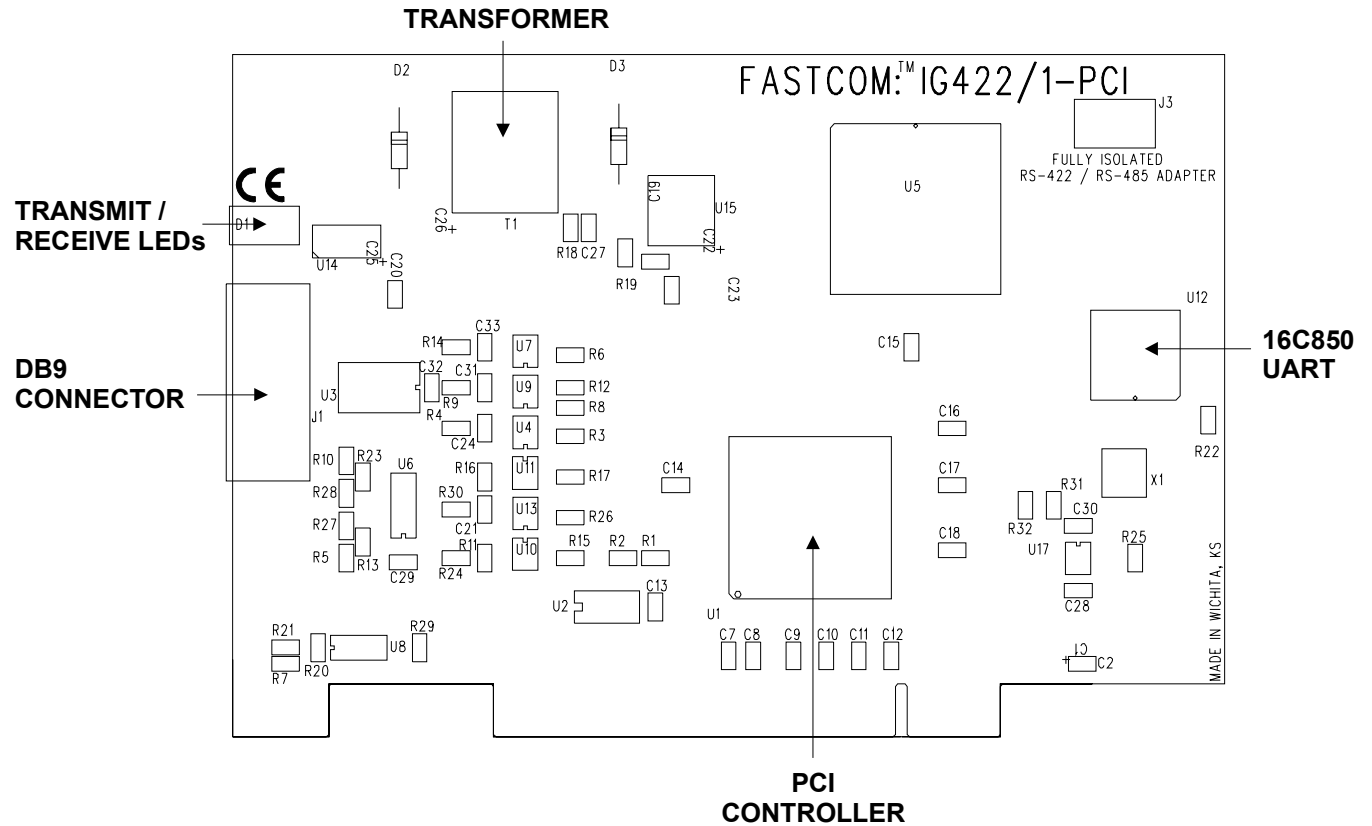 TRANSFORMER
D2
D3
FASTCOM:™IG422/1-PCI
J3
FULLY ISOLATED
RS-422 / RS-485 ADAPTER
U5
TRANSMIT /
RECEIVE LEDs
D1
C26
+
T1
C19
U15
C22
+
U14
C25
+
C20
R18
C27
R19
C23
U12
16C850
UART
DB9
CONNECTOR
J1
U3
R14
C33
U7
R6
C15
C32
C31
R9
U9
R12
R8
R4
C24
U4
R3
C16
R22
R10
R23
U6
R16
U11
R17
C14
C17
X1
R28
R30
U13
R26
R31
R32
C30
R27
C21
R5
R13
C29
R11
R24
U10
R15
R2
R1
C18
U17
R25
U2
C13
U1
C28
R21
R7
R20
U8
R29
C7
C8
C9
C10
C11
C12
C1
+
C2
MADE IN WICHITA, KS
PCI
CONTROLLER